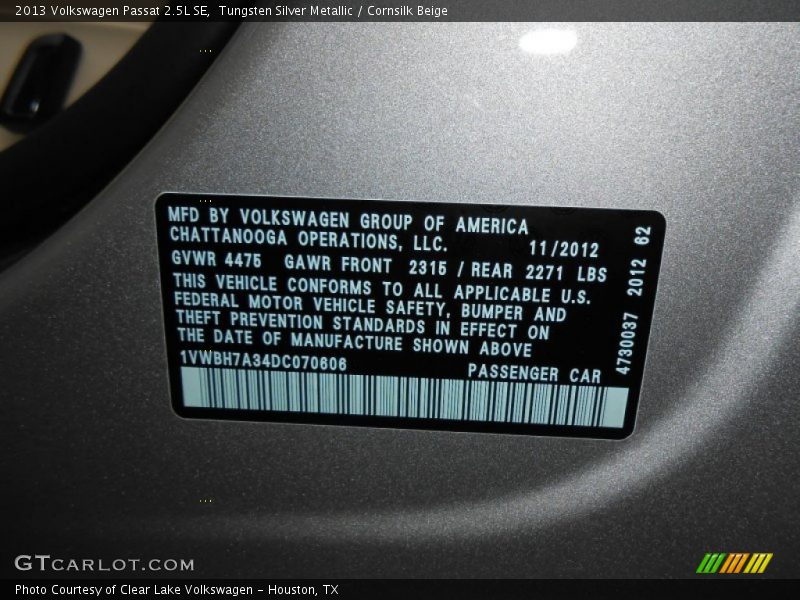 2013 Volkswagen Passat 2.5L SE,  Tungsten Silver Metallic / Cornsilk Beige
MFD BY VOLKSWAGEN GROUP OF AMERICA
CHATTANOOGA OPERATIONS, LLC. 11/2012
GVWR 4475 GAWR FRONT 2315 / REAR 2271 LBS
THIS VEHICLE CONFORMS TO ALL APPLICABLE U.S.
FEDERAL MOTOR VEHICLE SAFETY, BUMPER AND
THEFT PREVENTION STANDARDS IN EFFECT ON
THE DATE OF MANUFACTURE SHOWN ABOVE
1VWBH7A34DC070606 PASSENGER CAR
4730037 2012 62
GTCARLOT.COM
Photo Courtesy of Clear Lake Volkswagen - Houston, TX